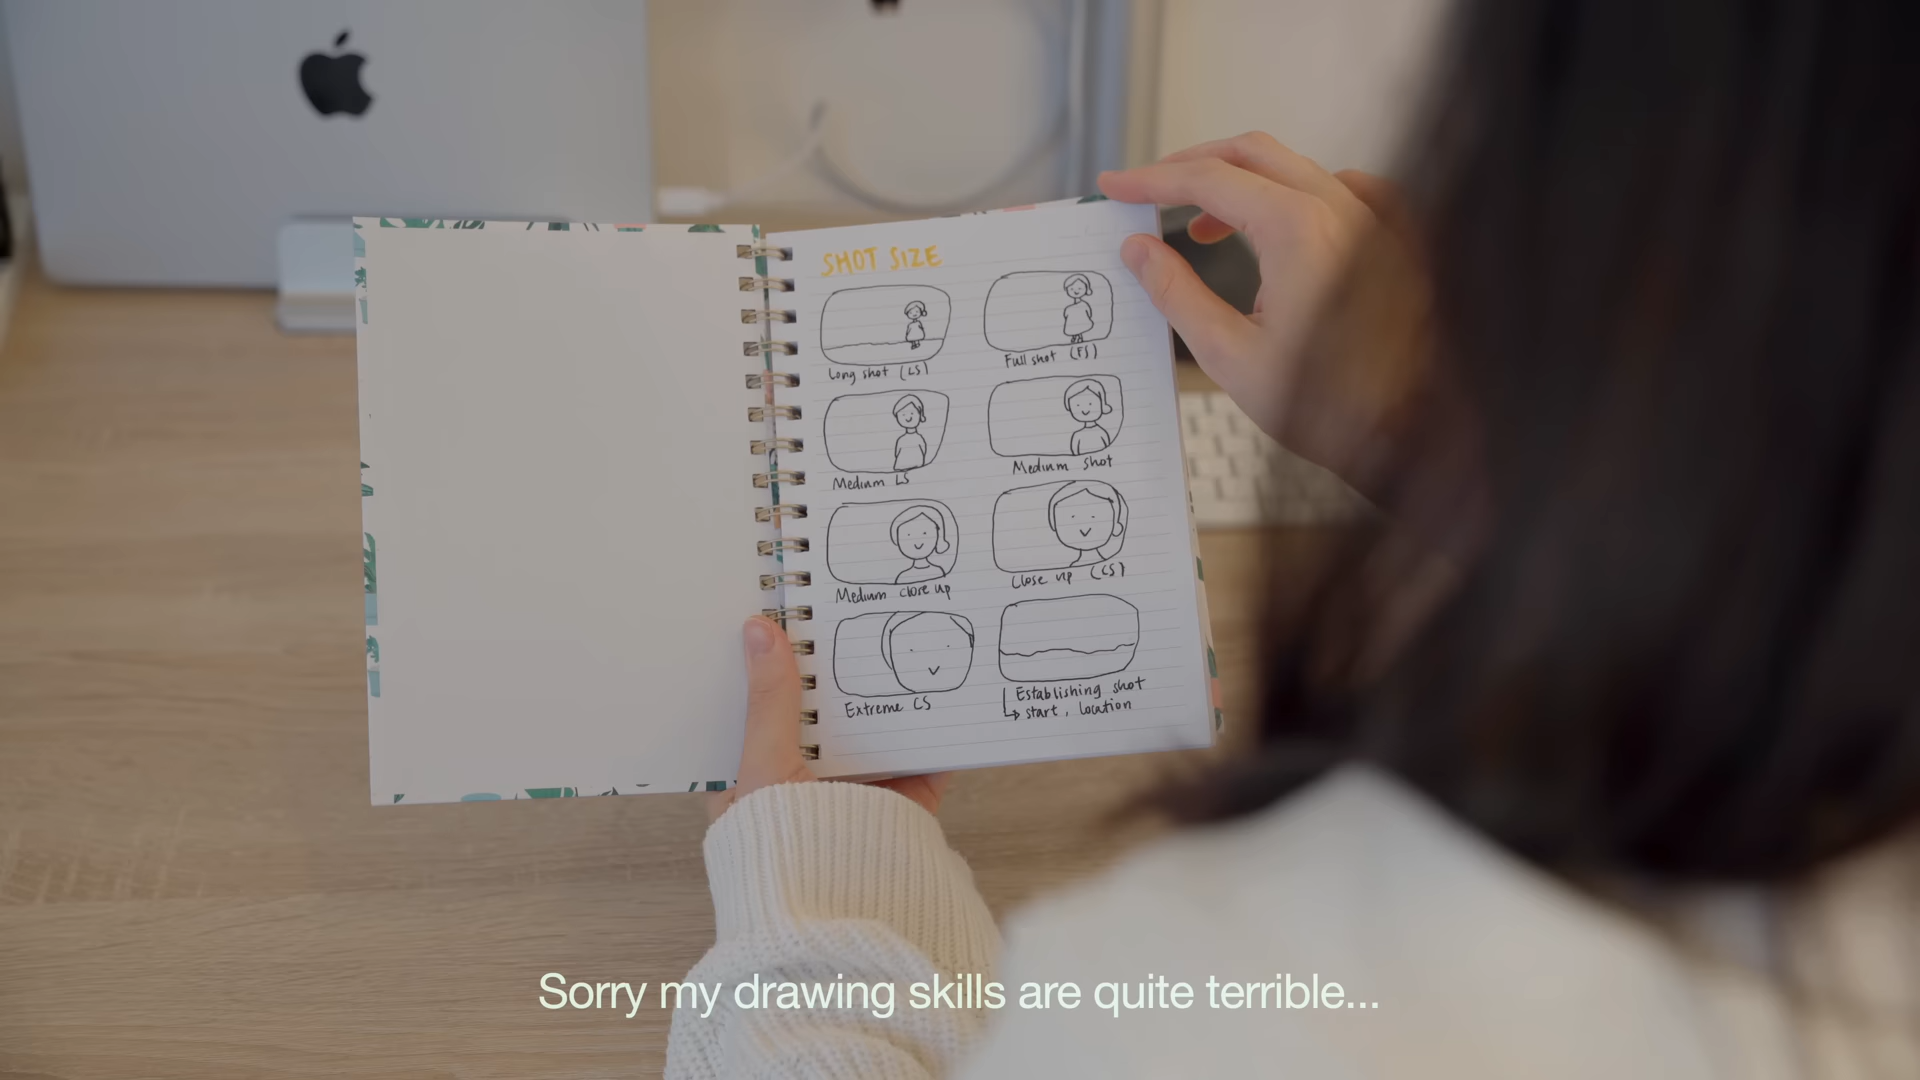 SHOT SIZE
Long shot (LS)
Full shot (FS)
Medium LS
Medium shot
Medium close up
Close up (CS)
Extreme CS
Establishing shot
↳ start, location
Sorry my drawing skills are quite terrible...